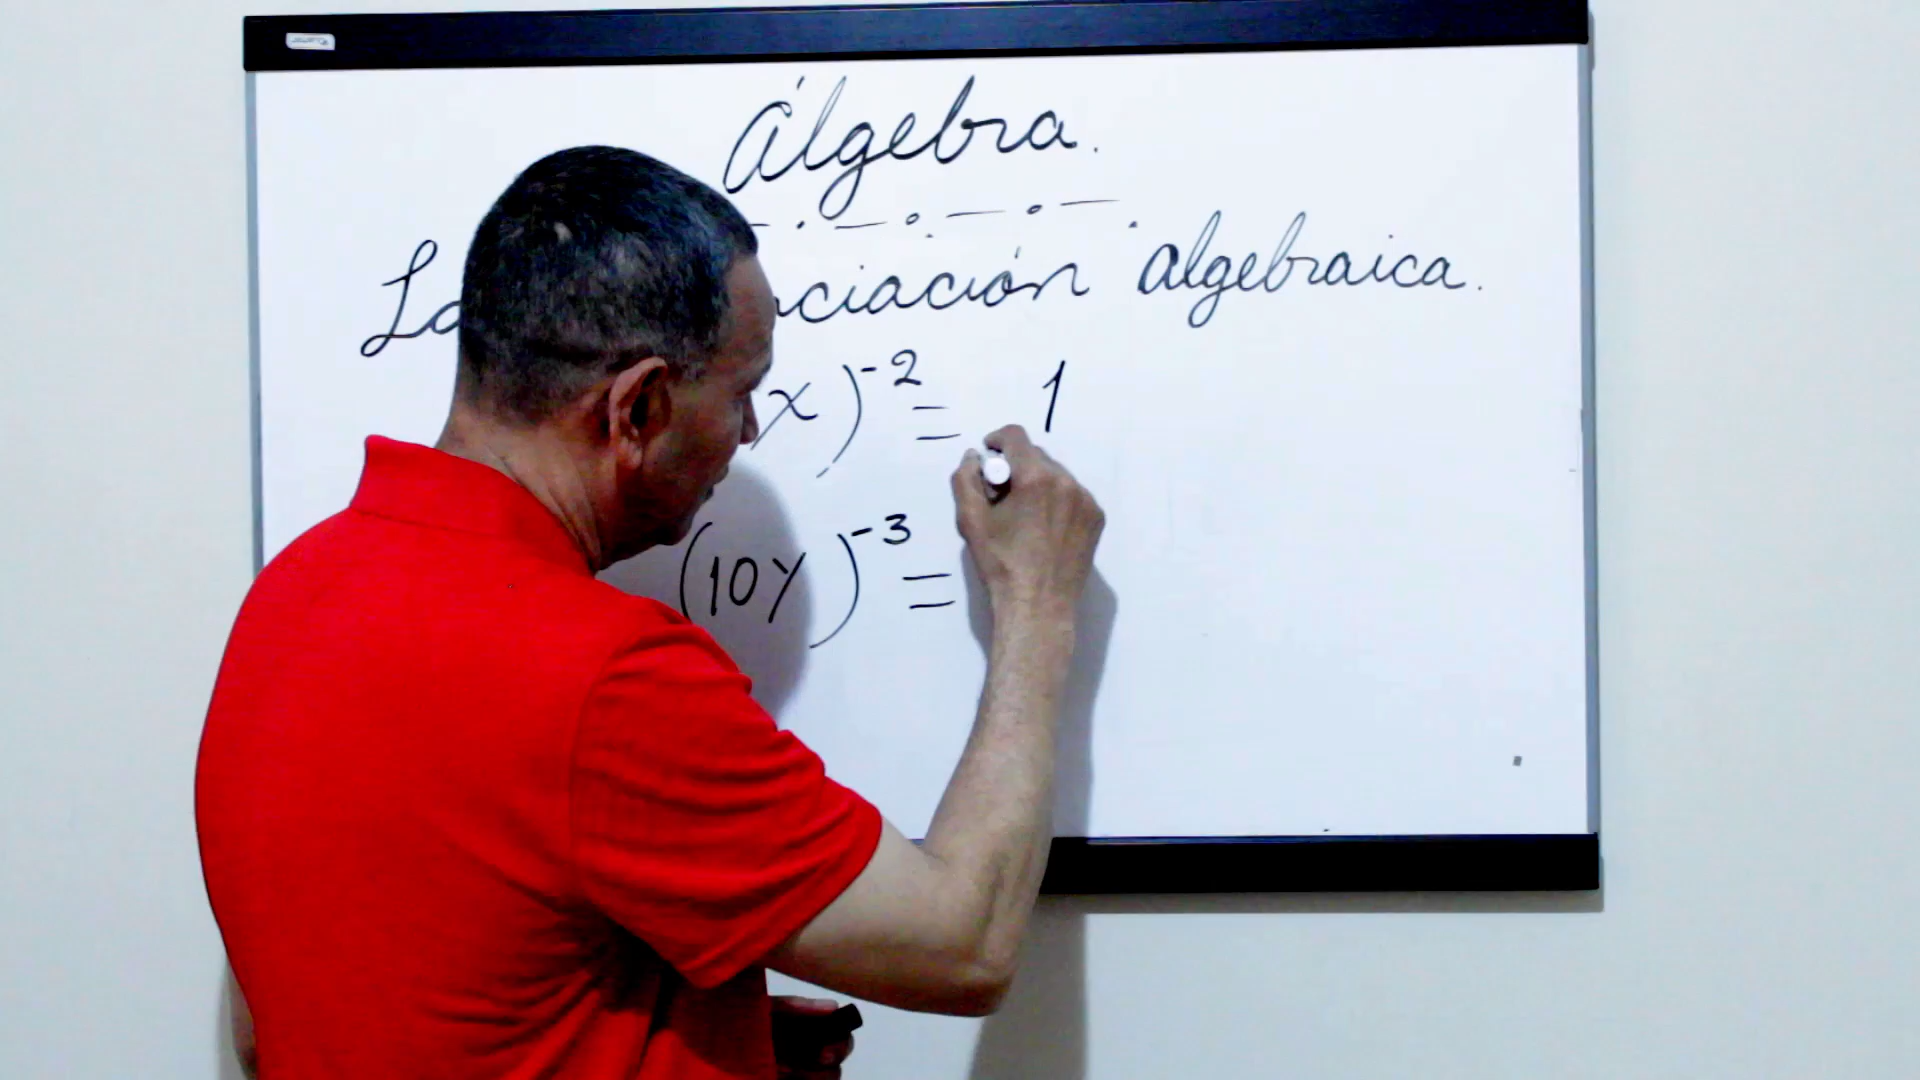 Álgebra.
La ciación algebraica.
x)⁻² = 1
(10y)⁻³ =